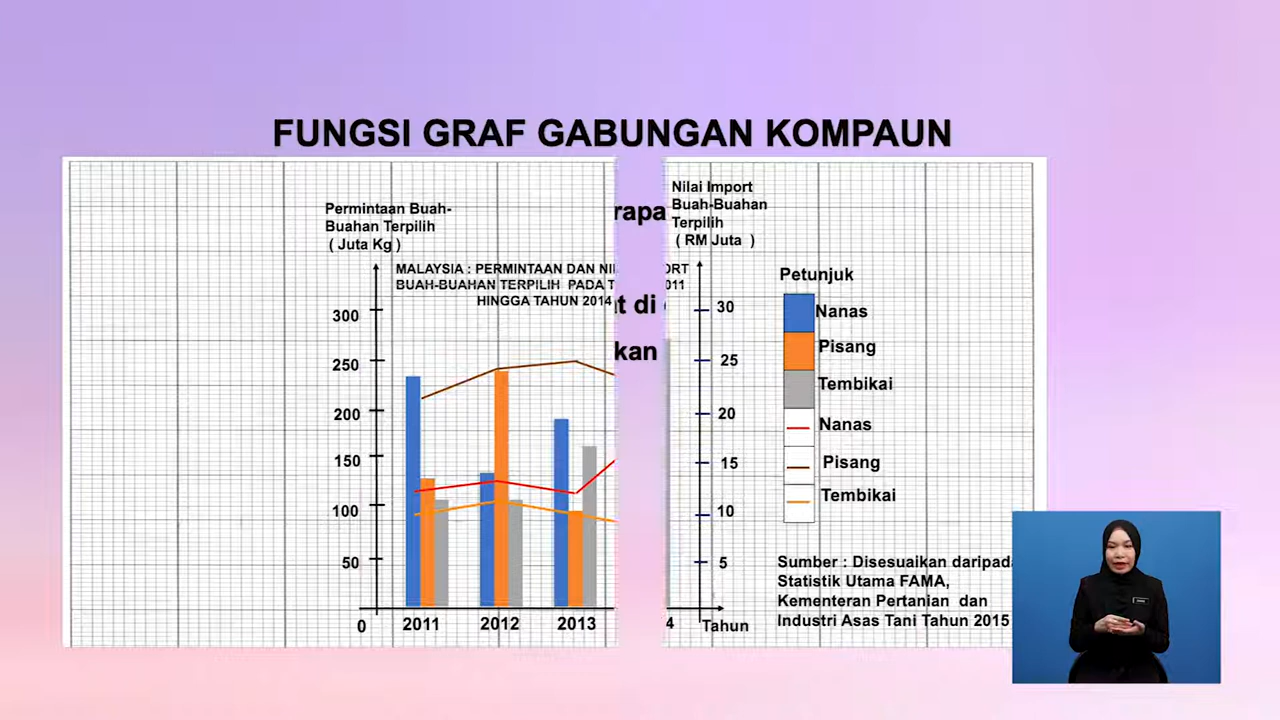 FUNGSI GRAF GABUNGAN KOMPAUN
Permintaan Buah-
Buahan Terpilih
( Juta Kg )
MALAYSIA : PERMINTAAN DAN
BUAH-BUAHAN TERPILIH PADA
HINGGA TAHUN 2014
300
250
200
150
100
50
0
2011
2012
2013
kan
Nilai Import
Buah-Buahan
Terpilih
( RM Juta )
30
25
20
15
10
5
4
Tahun
Petunjuk
Nanas
Pisang
Tembikai
Nanas
Pisang
Tembikai
Sumber : Disesuaikan daripada
Statistik Utama FAMA,
Kementeran Pertanian dan
Industri Asas Tani Tahun 2015